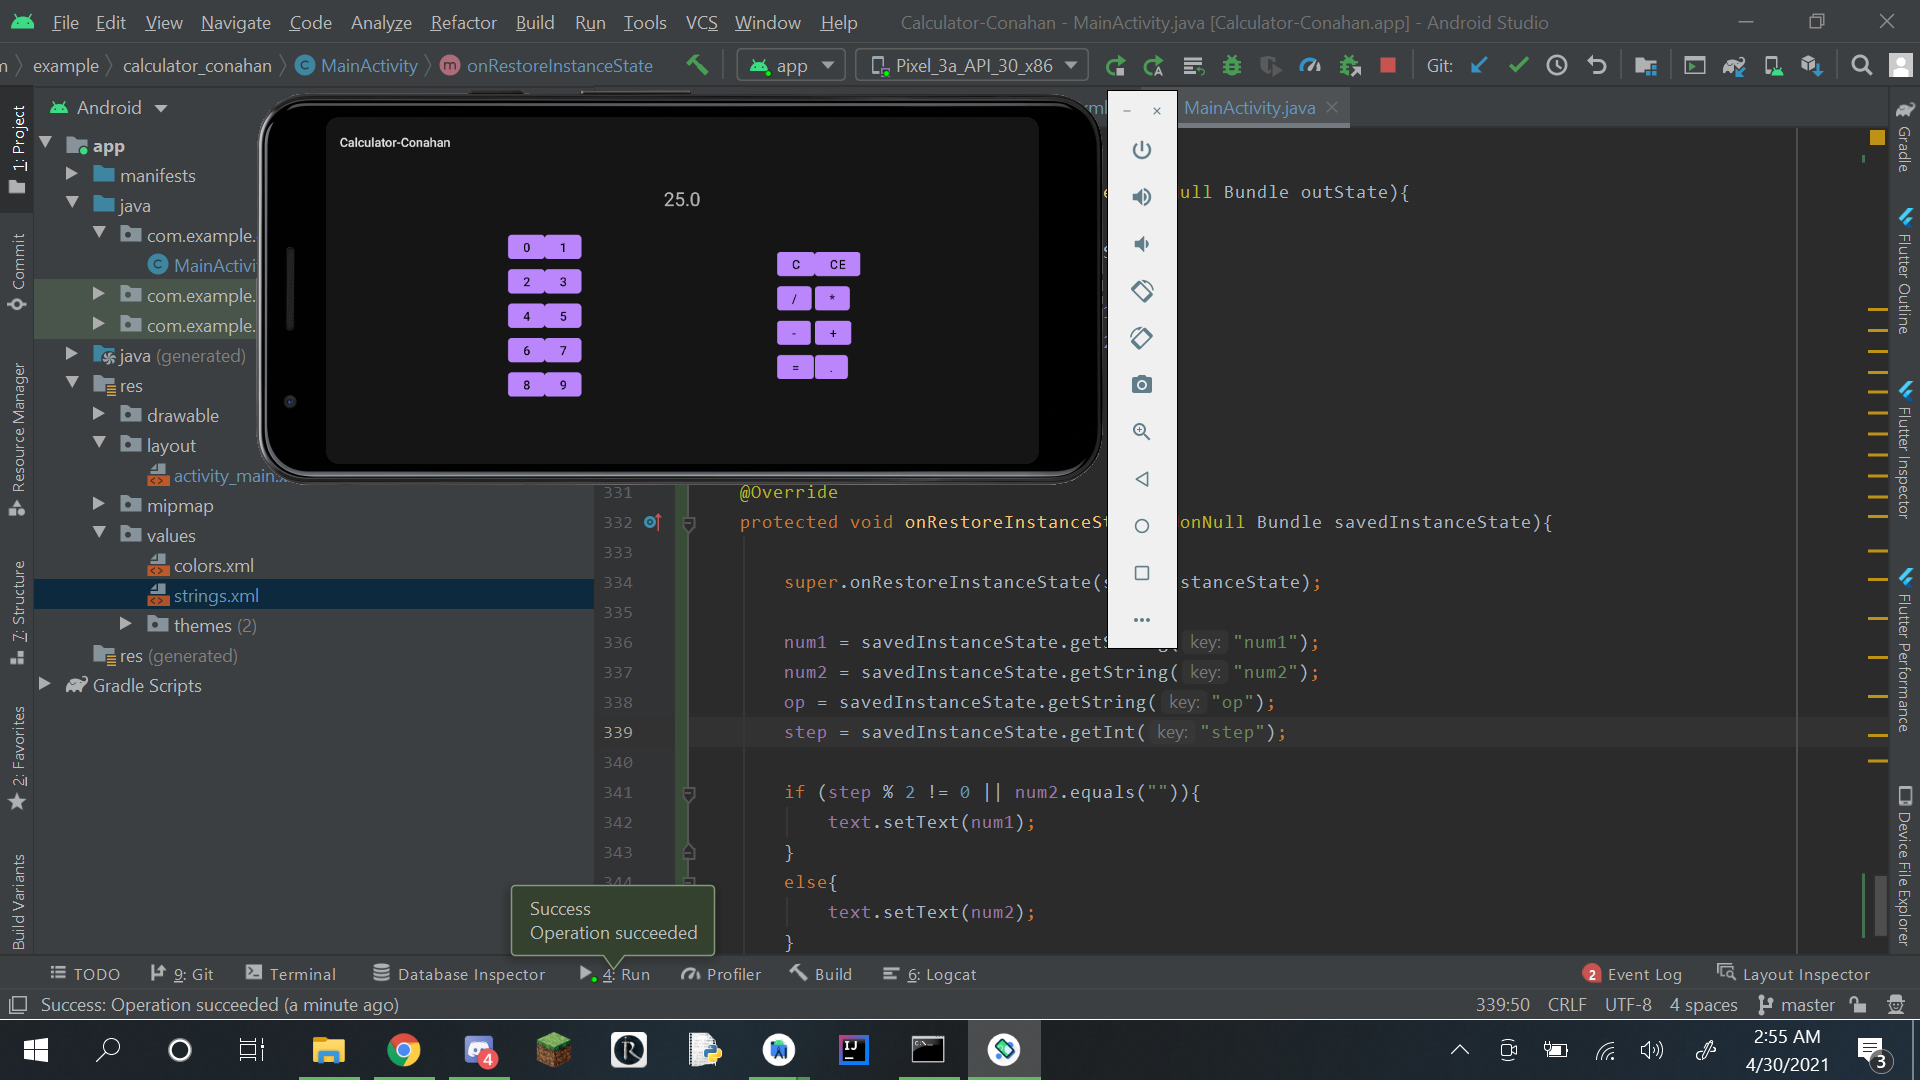 File Edit View Navigate Code Analyze Refactor Build Run Tools VCS Window Help Calculator-Conahan - MainActivity.java [Calculator-Conahan.app] - Android Studio
example calculator_conahan MainActivity onRestoreInstanceState app Pixel_3a_API_30_x86 Git:
Android
MainActivity.java
1: Project
Commit
Resource Manager
7: Structure
2: Favorites
Build Variants
app
manifests
java
com.example.
MainActivi
com.example.
com.example.
java (generated)
res
drawable
layout
activity_main.
mipmap
values
colors.xml
strings.xml
themes (2)
res (generated)
Gradle Scripts
Calculator-Conahan
25.0
0 1
2 3
4 5
6 7
8 9
C CE
/ *
- +
= .
ull Bundle outState){
331 @Override
332 protected void onRestoreInstanceSt onNull Bundle savedInstanceState){
333
334 super.onRestoreInstanceState(s stanceState);
335
336 num1 = savedInstanceState.getS g( key: "num1");
337 num2 = savedInstanceState.getString( key: "num2");
338 op = savedInstanceState.getString( key: "op");
339 step = savedInstanceState.getInt( key: "step");
340
341 if (step % 2 != 0 || num2.equals("")){
342 text.setText(num1);
343 }
344 else{
text.setText(num2);
}
Success
Operation succeeded
Gradle
Flutter Outline
Flutter Inspector
Flutter Performance
Device File Explorer
TODO 9: Git Terminal Database Inspector 4: Run Profiler Build 6: Logcat 2 Event Log Layout Inspector
Success: Operation succeeded (a minute ago) 339:50 CRLF UTF-8 4 spaces master
4
IJ
2:55 AM
4/30/2021
3